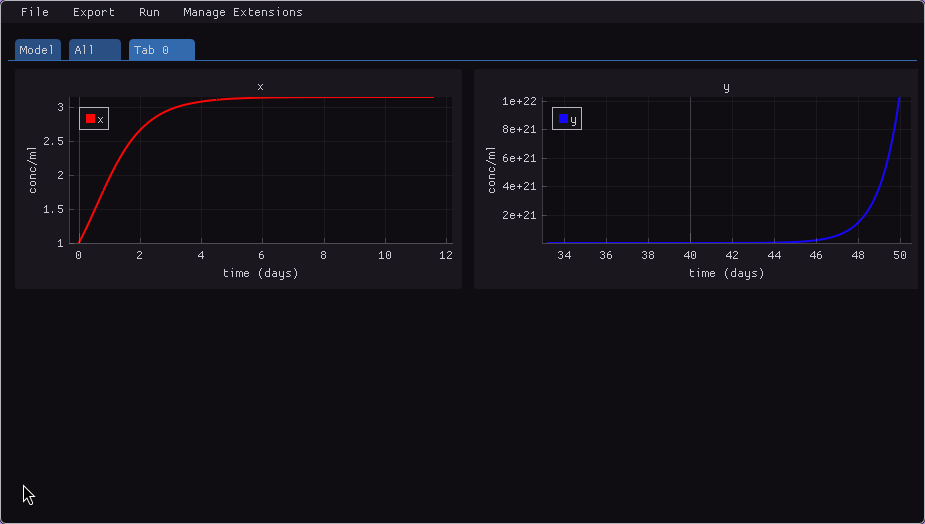 File Export Run Manage Extensions
Model All Tab 0
x
3
2.5
2
1.5
1
conc/ml
x
0 2 4 6 8 10 12
time (days)
y
1e+22
8e+21
6e+21
4e+21
2e+21
conc/ml
y
34 36 38 40 42 44 46 48 50
time (days)